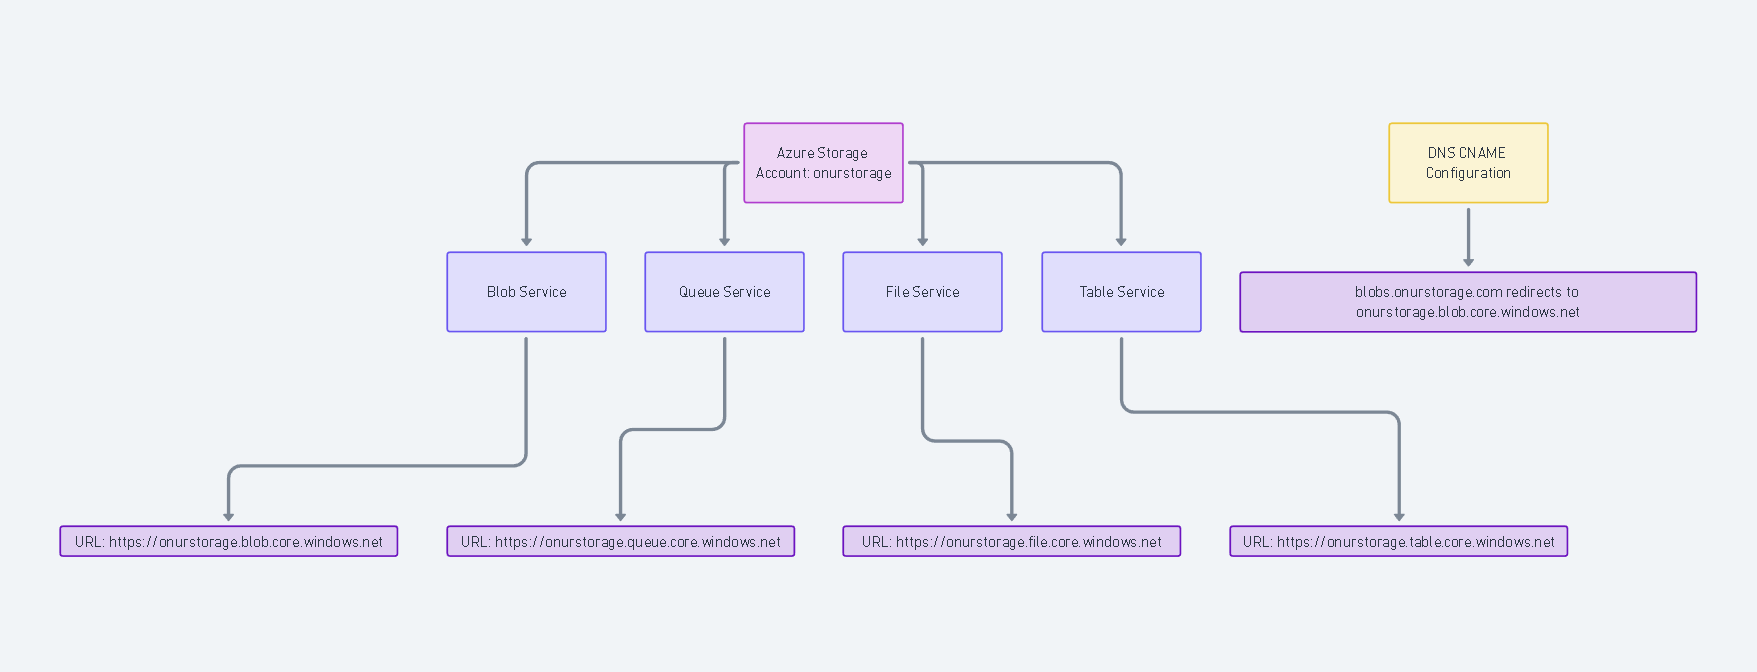 Azure Storage
Account: onurstorage
DNS CNAME
Configuration
Blob Service
Queue Service
File Service
Table Service
blobs.onurstorage.com redirects to
onurstorage.blob.core.windows.net
URL: https://onurstorage.blob.core.windows.net
URL: https://onurstorage.queue.core.windows.net
URL: https://onurstorage.file.core.windows.net
URL: https://onurstorage.table.core.windows.net